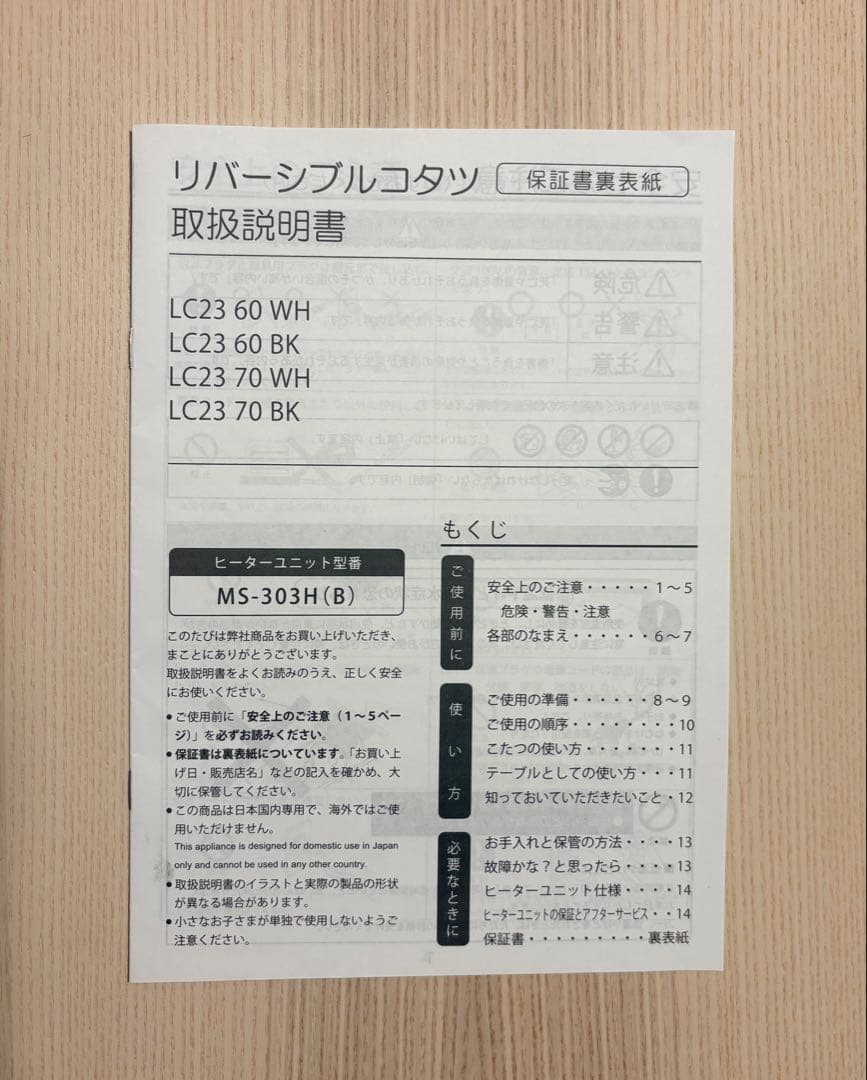 リバーシブルコタツ 保証書裏表紙
取扱説明書
LC23 60 WH
LC23 60 BK
LC23 70 WH
LC23 70 BK
ヒーターユニット型番
MS-303H(B)
このたびは弊社商品をお買い上げいただき、
まことにありがとうございます。
取扱説明書をよくお読みのうえ、正しく安全
にお使いください。
●ご使用前に「安全上のご注意（1～5ペー
ジ）」を必ずお読みください。
●保証書は裏表紙についています。「お買い上
げ日・販売店名」などの記入を確かめ、大
切に保管してください。
●この商品は日本国内専用で、海外ではご使
用いただけません。
This appliance is designed for domestic use in Japan
only and cannot be used in any other country.
●取扱説明書のイラストと実際の製品の形状
が異なる場合があります。
●小さなお子さまが単独で使用しないようご
注意ください。
もくじ
ご使用前に
安全上のご注意・・・・・1～5
危険・警告・注意
各部のなまえ・・・・・・6～7
使い方
ご使用の準備・・・・・・8～9
ご使用の順序・・・・・・・・10
こたつの使い方・・・・・・・11
テーブルとしての使い方・・・11
知っておいていただきたいこと・12
必要なときに
お手入れと保管の方法・・・・13
故障かな？と思ったら・・・・13
ヒーターユニット仕様・・・・14
ヒーターユニットの保証とアフターサービス・・14
保証書・・・・・・・・・裏表紙